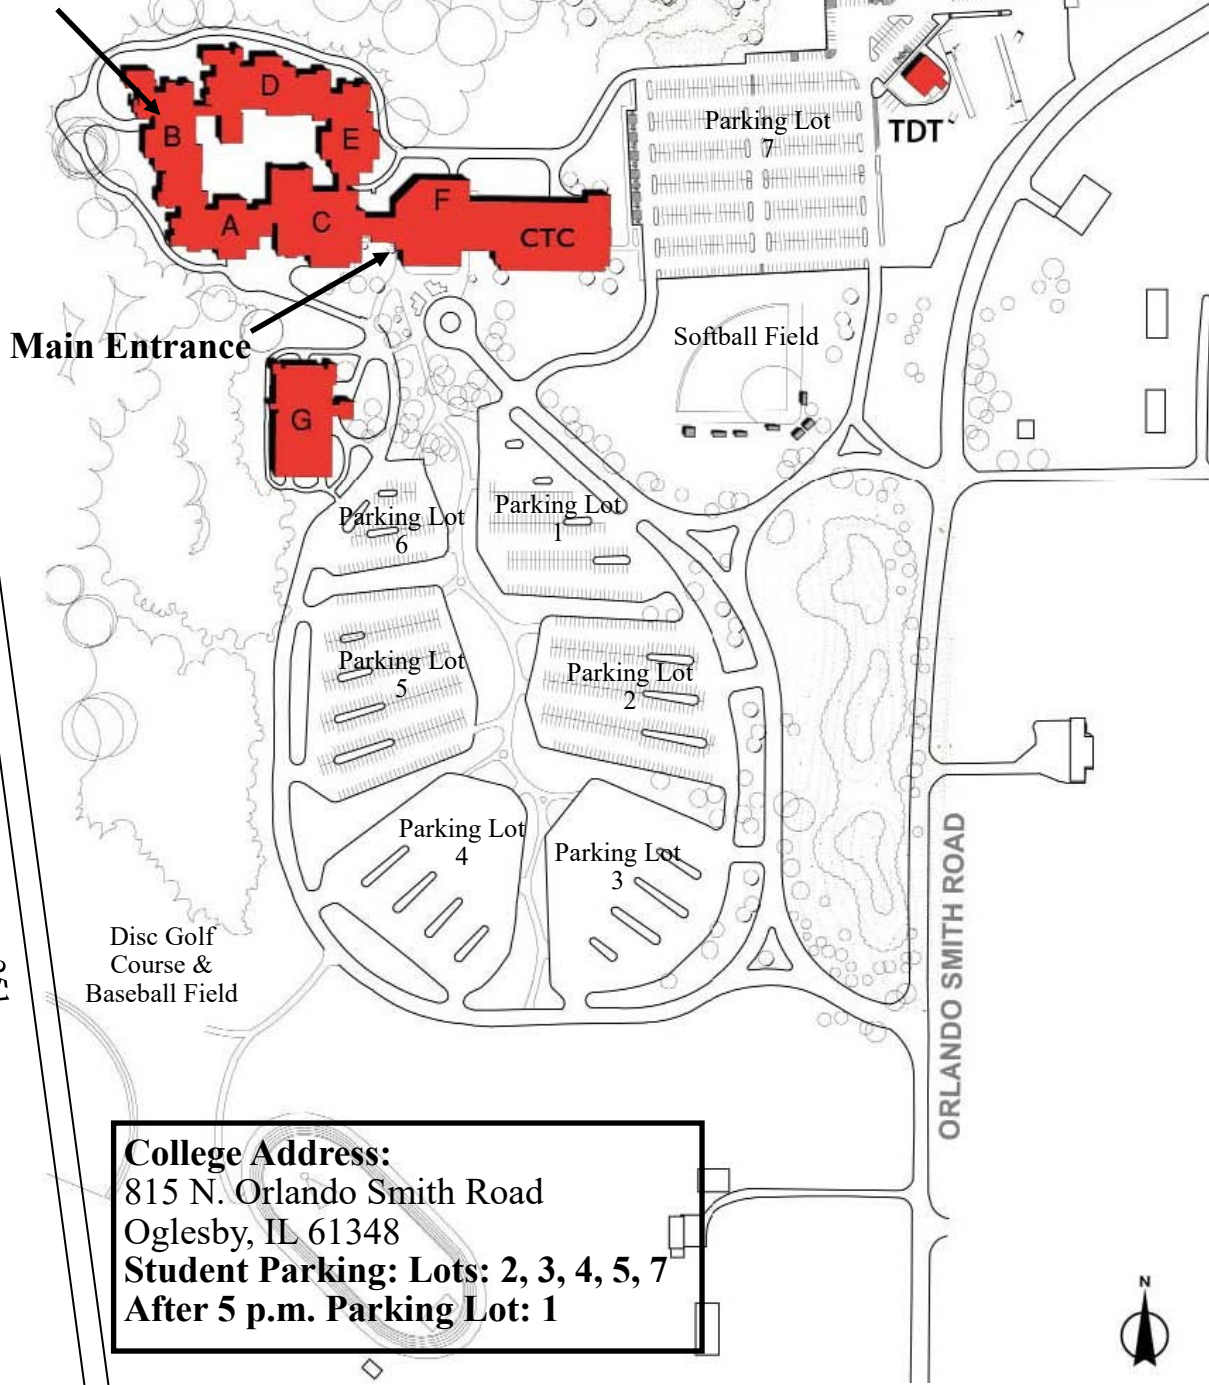 D
B
E
A
C
F
CTC
Parking Lot
7
TDT
Main Entrance
Softball Field
G
Parking Lot
6
Parking Lot
1
Parking Lot
5
Parking Lot
2
Parking Lot
4
Parking Lot
3
Disc Golf
Course &
Baseball Field
ORLANDO SMITH ROAD
College Address:
815 N. Orlando Smith Road
Oglesby, IL 61348
Student Parking: Lots: 2, 3, 4, 5, 7
After 5 p.m. Parking Lot: 1
N